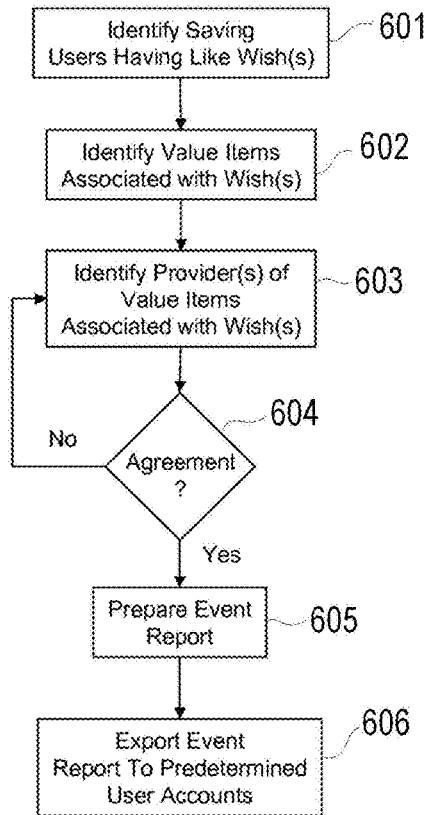 Identify Saving
Users Having Like Wish(s)
601
Identify Value Items
Associated with Wish(s)
602
Identify Provider(s) of
Value Items
Associated with Wish(s)
603
604
No
Agreement
?
Yes
Prepare Event
Report
605
Export Event
Report To Predetermined
User Accounts
606